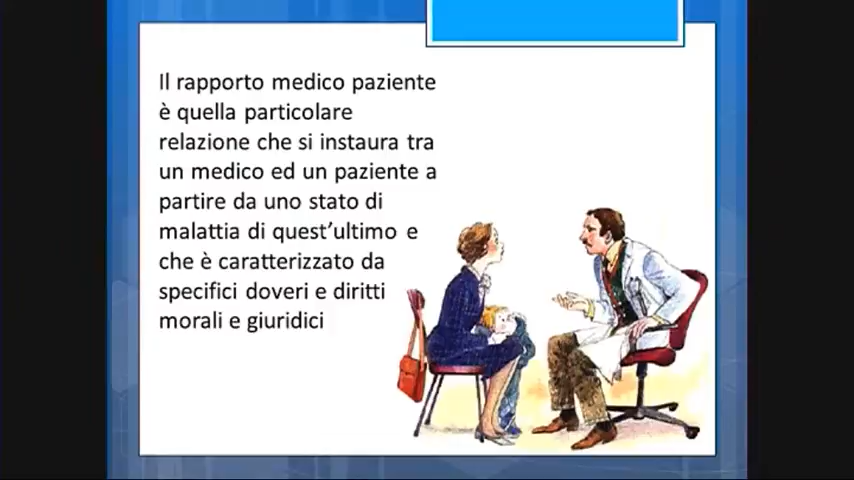 Il rapporto medico paziente
è quella particolare
relazione che si instaura tra
un medico ed un paziente a
partire da uno stato di
malattia di quest'ultimo e
che è caratterizzato da
specifici doveri e diritti
morali e giuridici